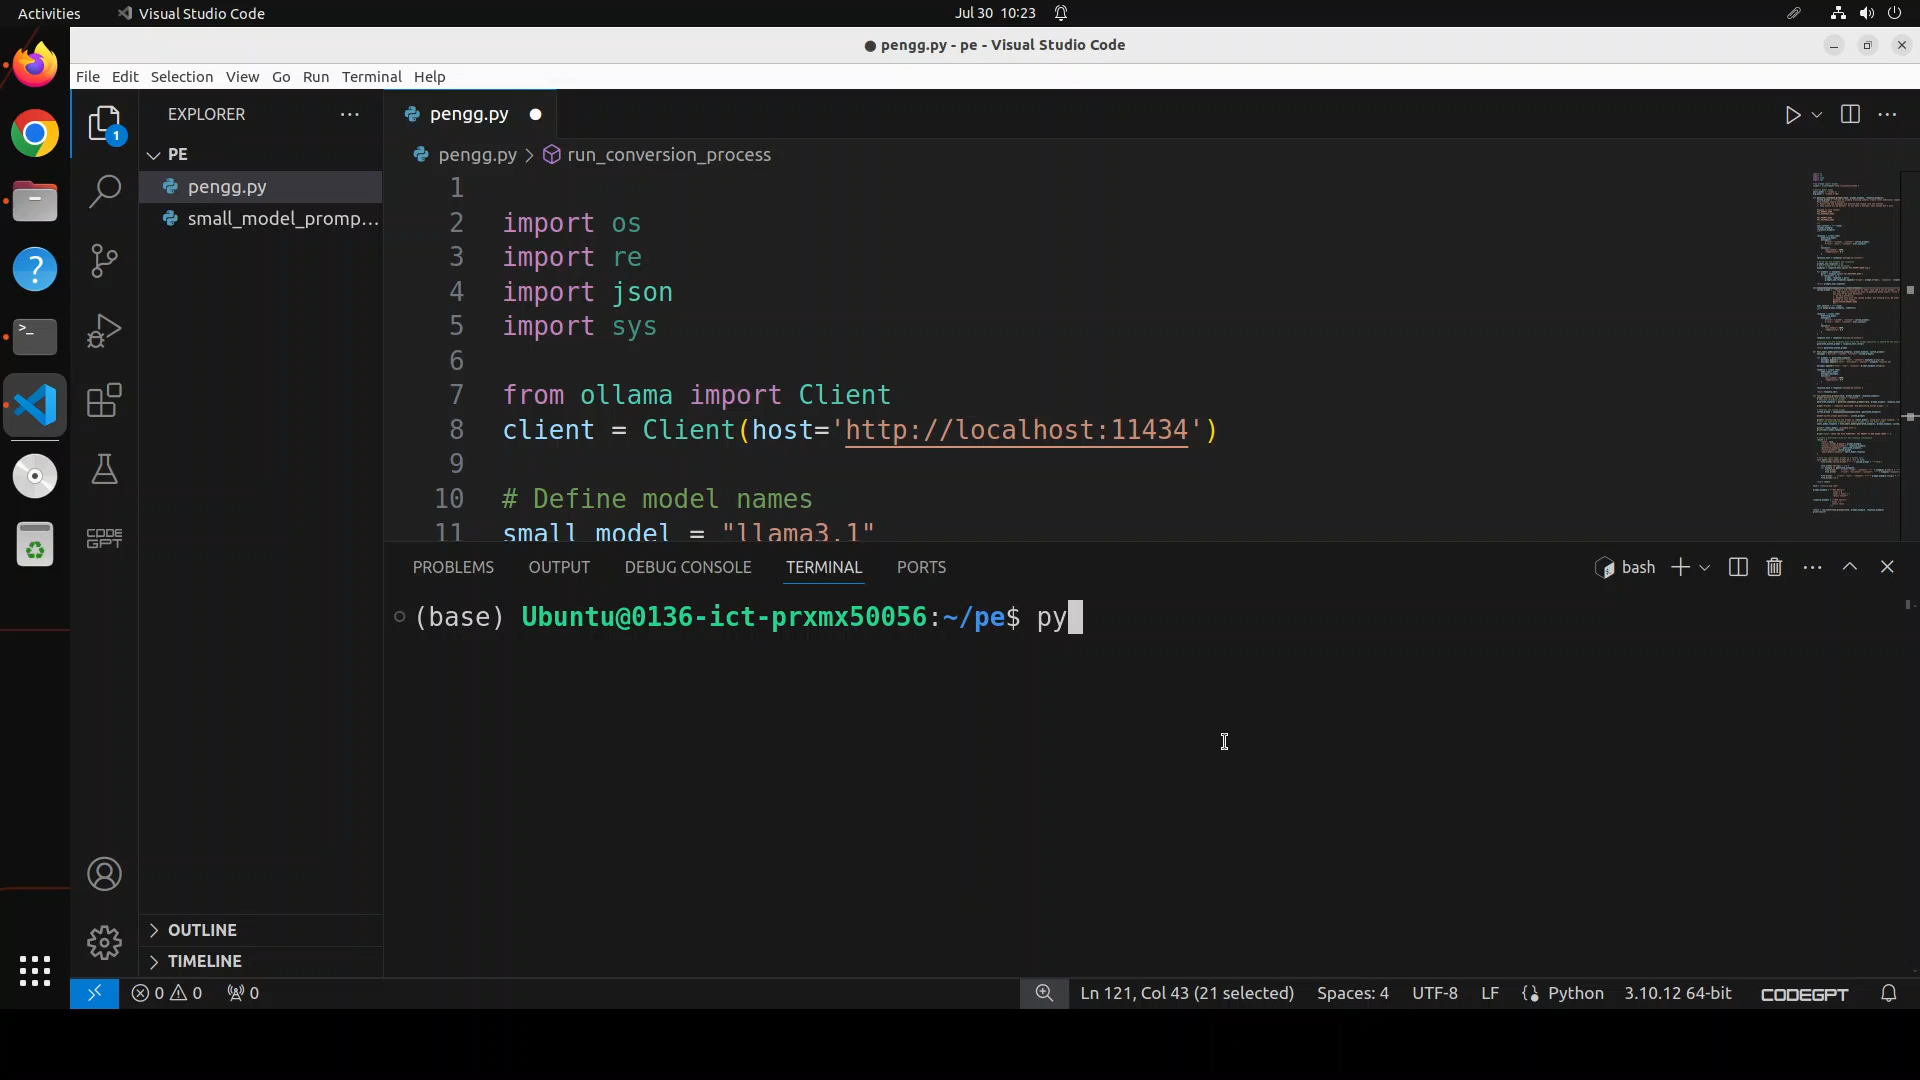 Activities
Visual Studio Code
Jul 30 10:23
● pengg.py - pe - Visual Studio Code
File Edit Selection View Go Run Terminal Help
EXPLORER
1
PE
pengg.py
small_model_promp...
OUTLINE
TIMELINE
CODE GPT
pengg.py
pengg.py > run_conversion_process
1
2 import os
3 import re
4 import json
5 import sys
6
7 from ollama import Client
8 client = Client(host='http://localhost:11434')
9
10 # Define model names
11 small_model = "llama3.1"
PROBLEMS OUTPUT DEBUG CONSOLE TERMINAL PORTS
bash
(base) Ubuntu@0136-ict-prxmx50056:~/pe$ py
0 0 0
Ln 121, Col 43 (21 selected) Spaces: 4 UTF-8 LF Python 3.10.12 64-bit CODEGPT